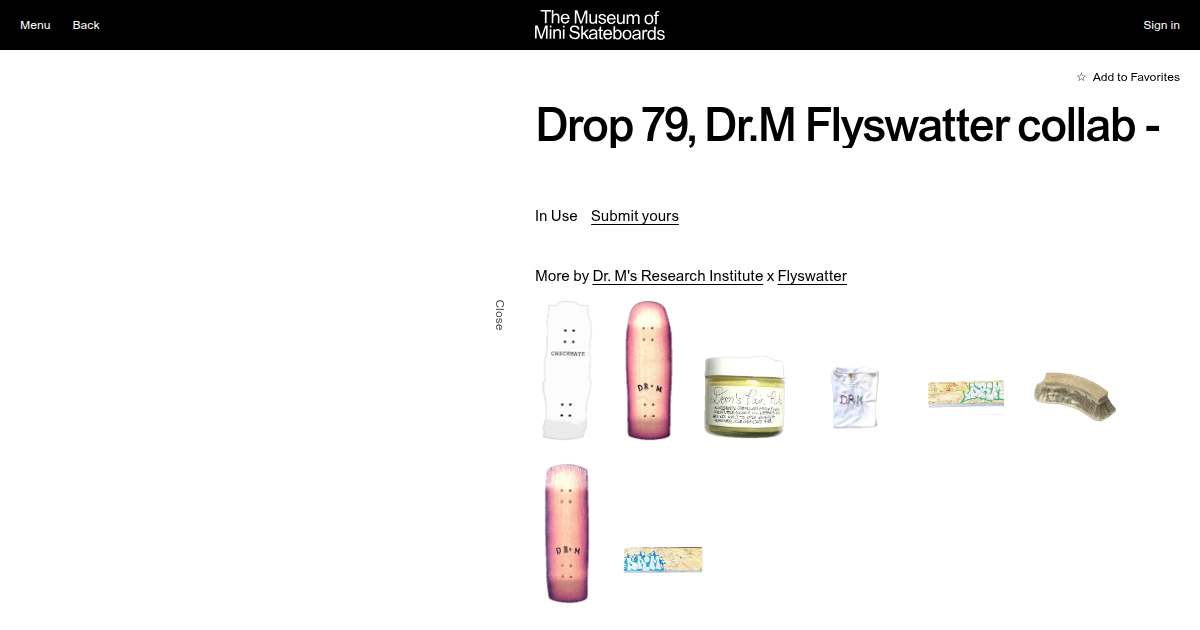 Menu
Back
The Museum of
Mini Skateboards
Sign in
☆ Add to Favorites
Drop 79, Dr.M Flyswatter collab -
In Use
Submit yours
More by Dr. M's Research Institute x Flyswatter
Close
CHECKMATE
DR•M
DRM
DR•M